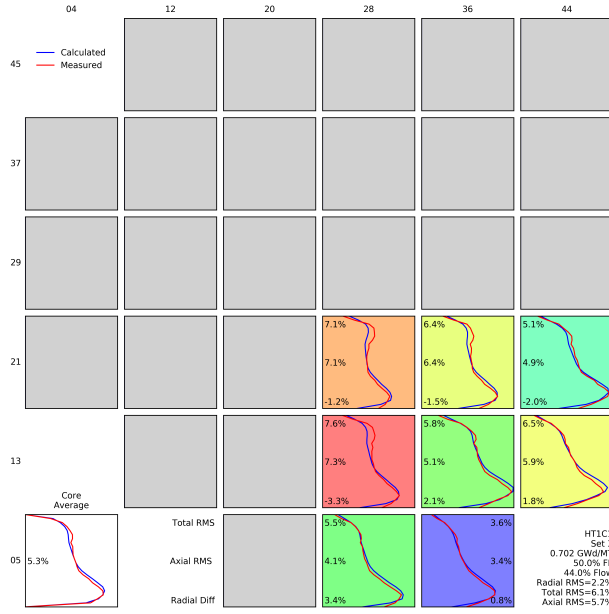 04 12 20 28 36 44
45
Calculated
Measured
37
29
21
7.1% 6.4% 5.1%
7.1% 6.4% 4.9%
-1.2% -1.5% -2.0%
13
7.6% 5.8% 6.5%
7.3% 5.1% 5.9%
-3.3% 2.1% 1.8%
Core
Average
05
5.3%
Total RMS
Axial RMS
Radial Diff
5.5% 3.6%
4.1% 3.4%
3.4% 0.8%
Set
0.702
50.0%
44.0%
Radial RMS=2.2%
Total RMS=6.1%
Axial RMS=5.7%